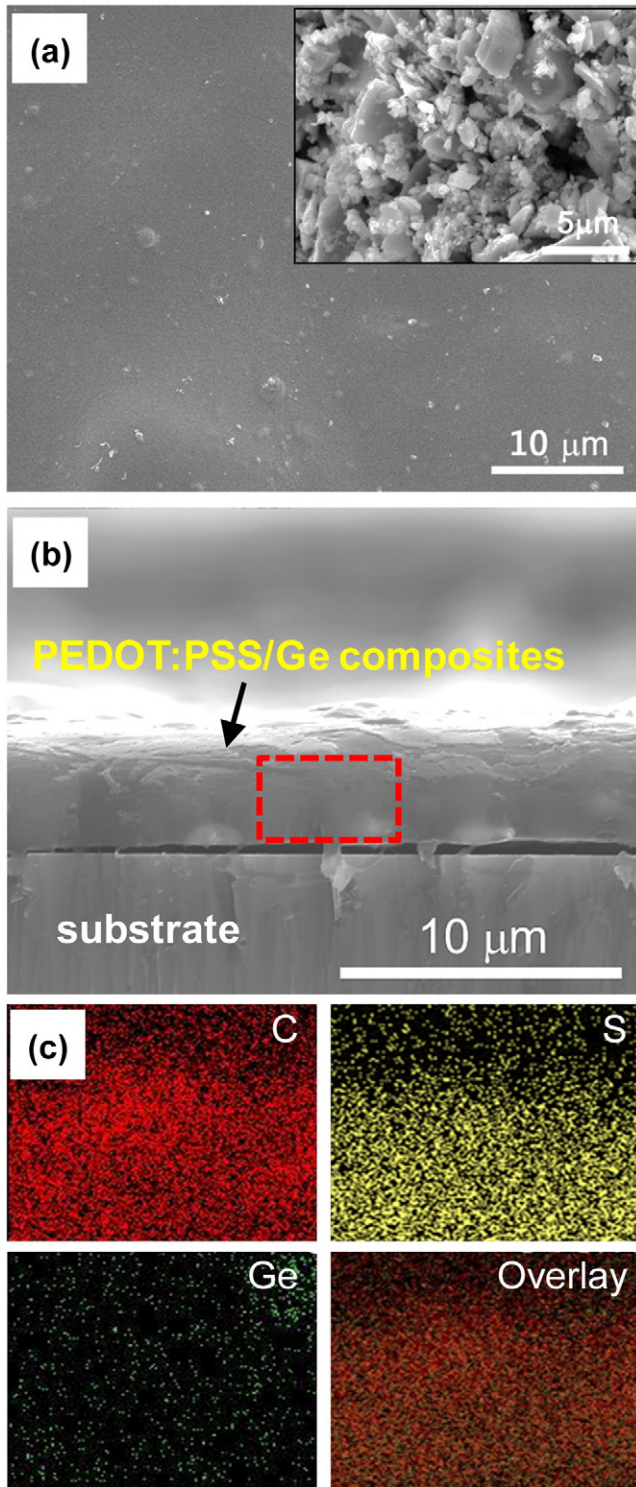 (a)
5μm
10 μm
(b)
PEDOT:PSS/Ge composites
substrate
10 μm
(c)
C
S
Ge
Overlay